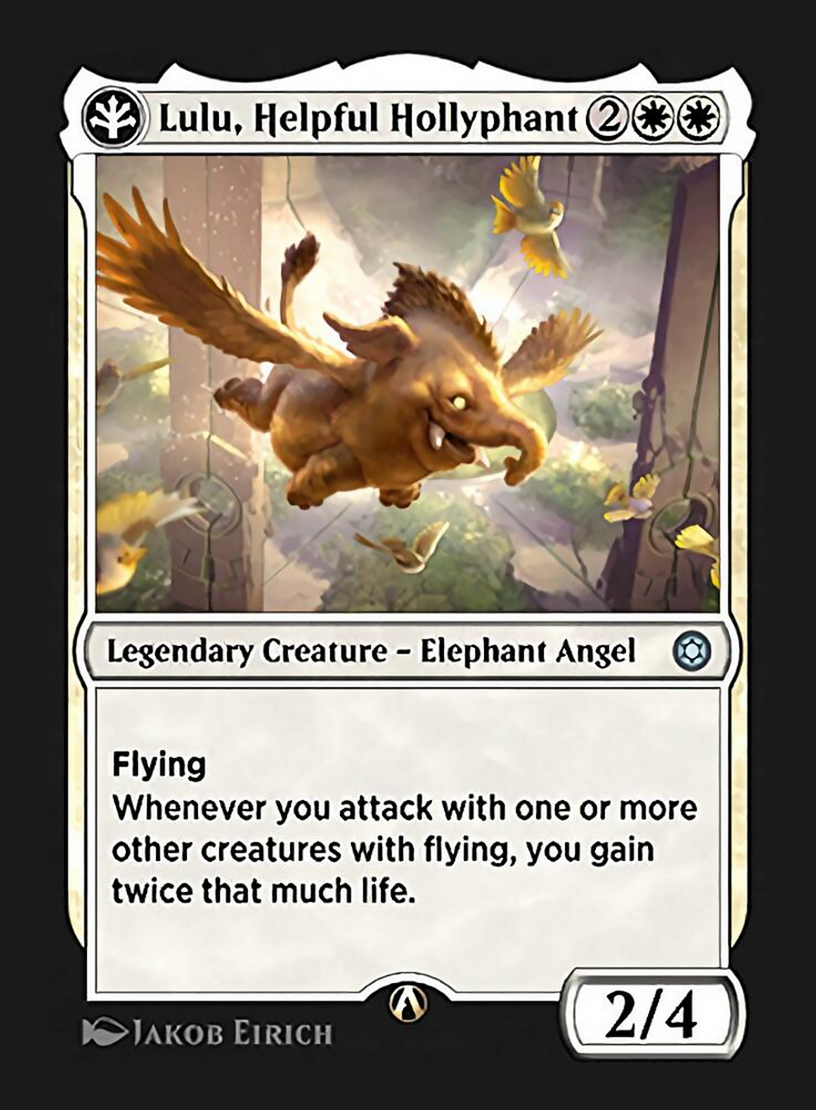 Lulu, Helpful Hollyphant 2
Legendary Creature – Elephant Angel
Flying
Whenever you attack with one or more
other creatures with flying, you gain
twice that much life.
2/4
JAKOB EIRICH